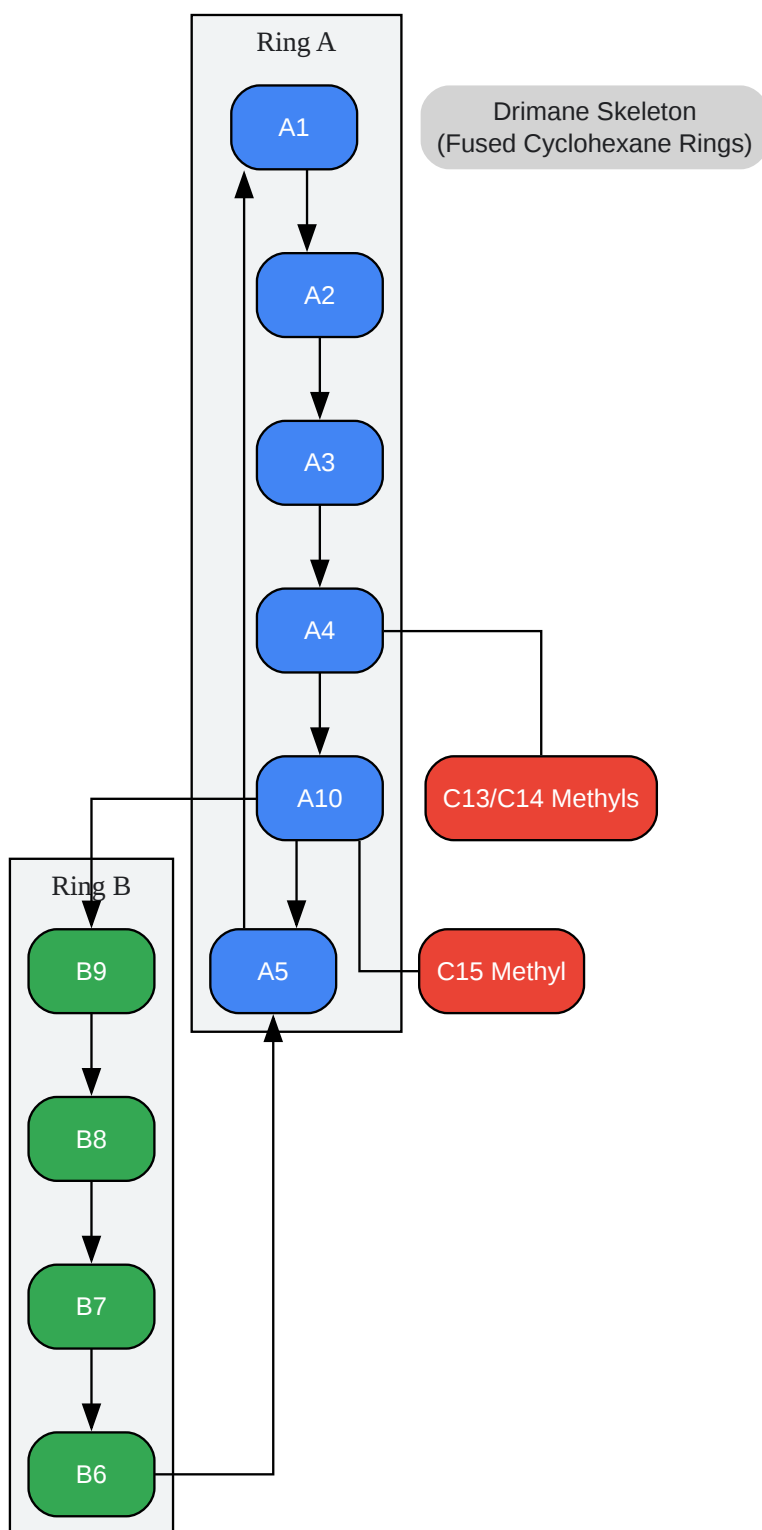 Ring A
Drimane Skeleton
(Fused Cyclohexane Rings)
A1
A2
A3
A4
A10
C13/C14 Methyls
Ring B
B9
A5
C15 Methyl
B8
B7
B6